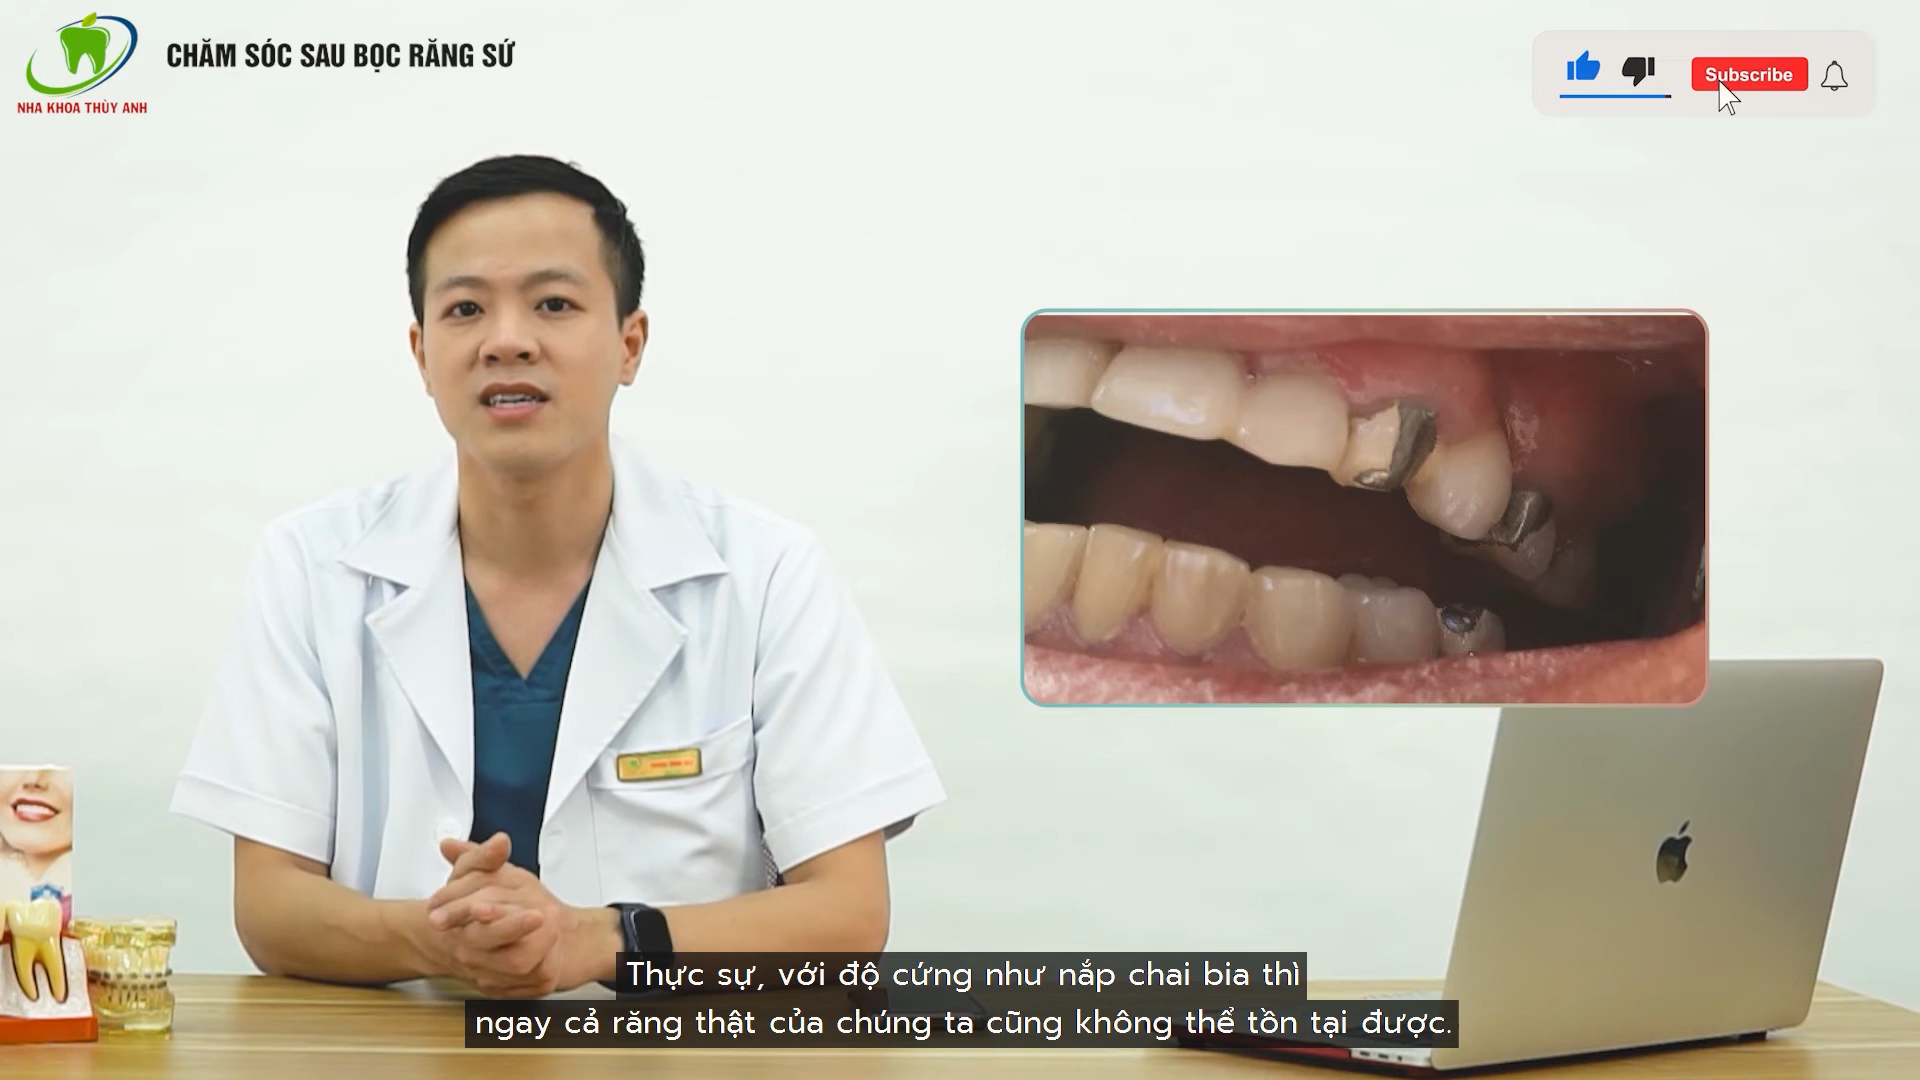 CHĂM SÓC SAU BỌC RĂNG SỨ
NHA KHOA THÙY ANH
Subscribe
Thực sự, với độ cứng như nắp chai bia thì
ngay cả răng thật của chúng ta cũng không thể tồn tại được.